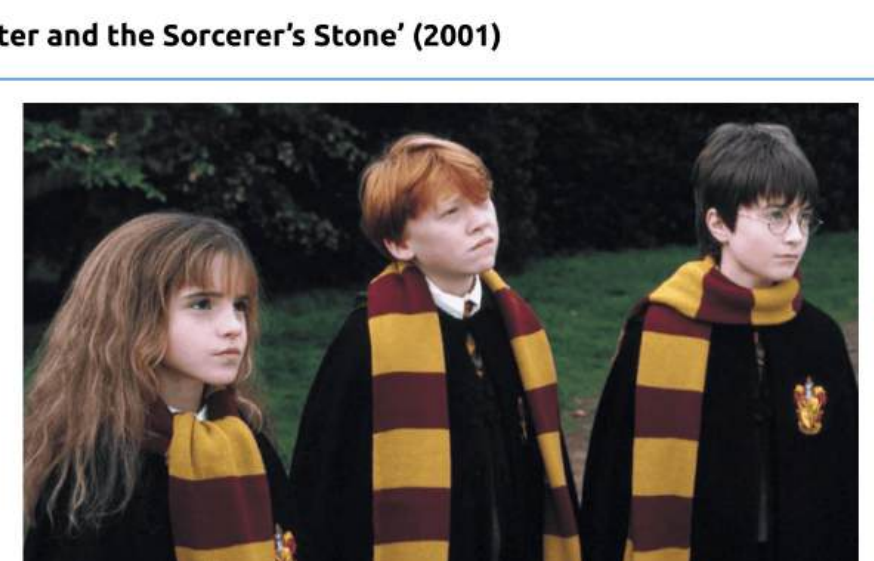 ter and the Sorcerer’s Stone’ (2001)